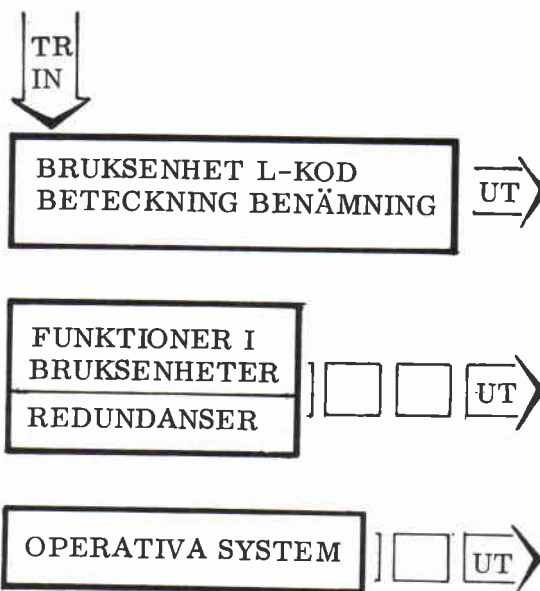 TR
IN
BRUKSENHET L-KOD
BETECKNING BENÄMNING
UT
FUNKTIONER I
BRUKSENHETER
REDUNDANSER
UT
OPERATIVA SYSTEM
UT